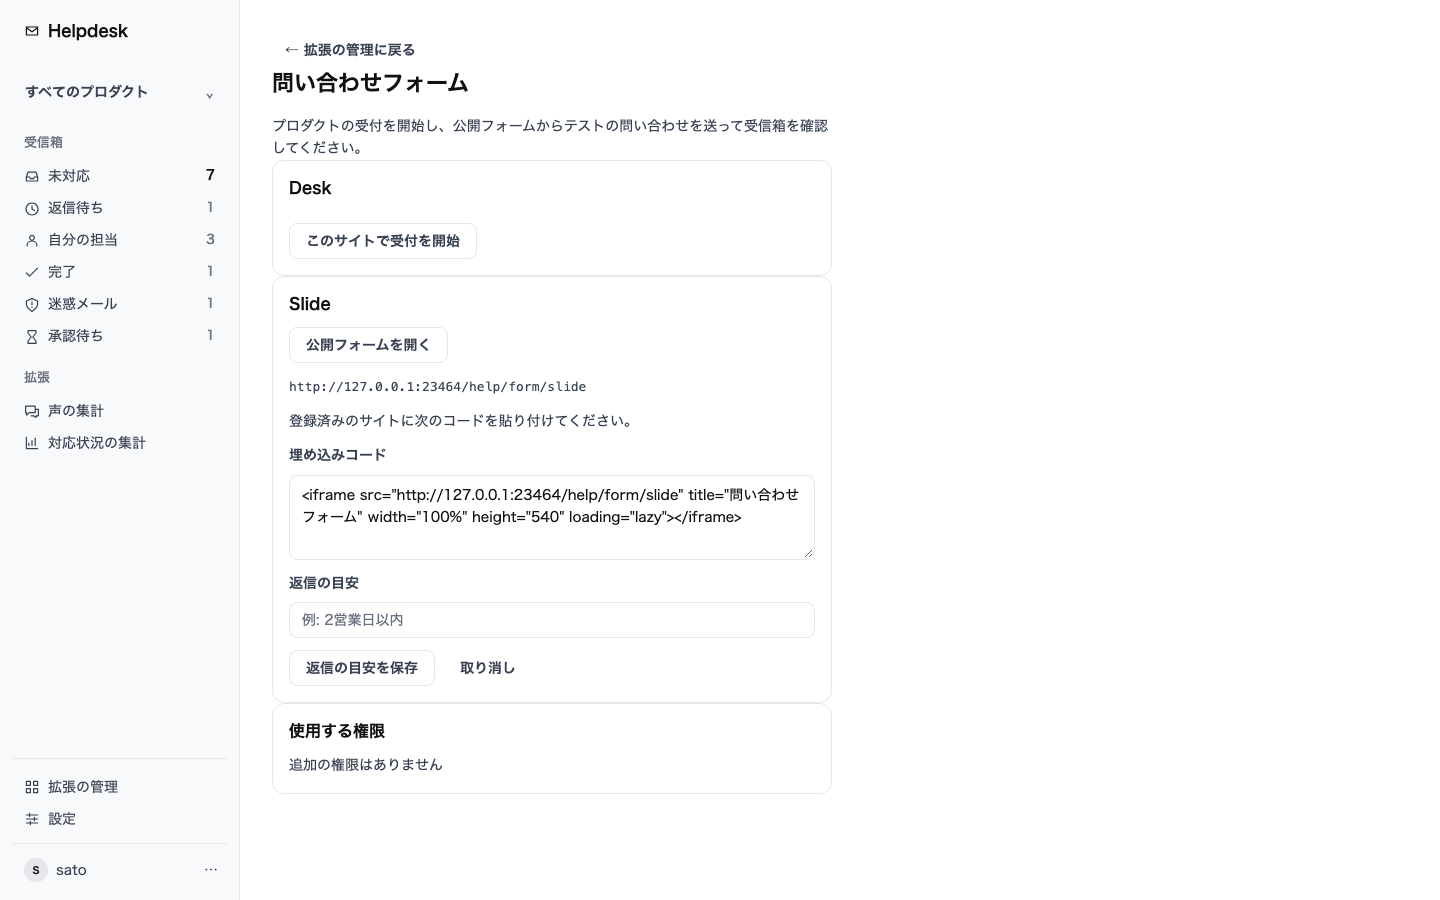 Helpdesk
すべてのプロダクト
受信箱
未対応 7
返信待ち 1
自分の担当 3
完了 1
迷惑メール 1
承認待ち 1
拡張
声の集計
対応状況の集計
拡張の管理
設定
S sato ···
← 拡張の管理に戻る
問い合わせフォーム
プロダクトの受付を開始し、公開フォームからテストの問い合わせを送って受信箱を確認
してください。
Desk
このサイトで受付を開始
Slide
公開フォームを開く
http://127.0.0.1:23464/help/form/slide
登録済みのサイトに次のコードを貼り付けてください。
埋め込みコード
<iframe src="http://127.0.0.1:23464/help/form/slide" title="問い合わせ
フォーム" width="100%" height="540" loading="lazy"></iframe>
返信の目安
例: 2営業日以内
返信の目安を保存 取り消し
使用する権限
追加の権限はありません